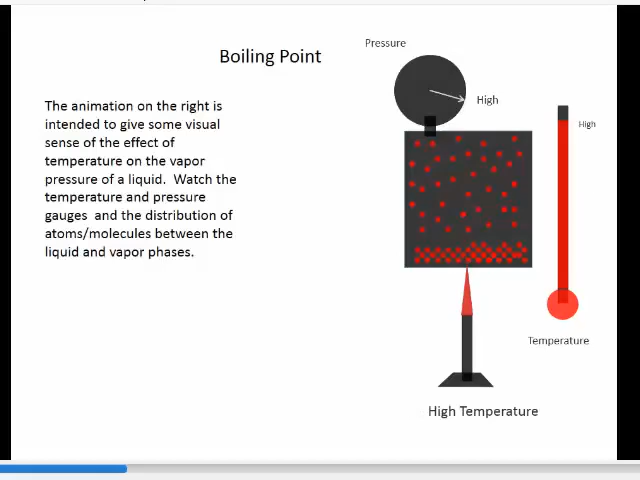 Boiling Point
The animation on the right is
intended to give some visual
sense of the effect of
temperature on the vapor
pressure of a liquid.  Watch the
temperature and pressure
gauges  and the distribution of
atoms/molecules between the
liquid and vapor phases.
Pressure
High
High
Temperature
High Temperature